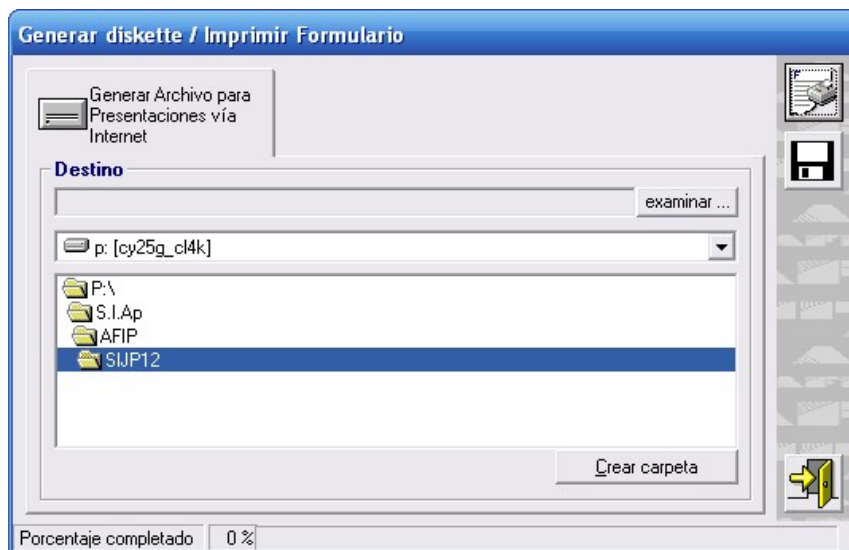 Generar diskette / Imprimir Formulario
Generar Archivo para
Presentaciones vía
Internet
Destino
examinar ...
p: [cy25g_cl4k]
P:\
S.I.Ap
AFIP
SIJP12
Crear carpeta
Porcentaje completado 0 %